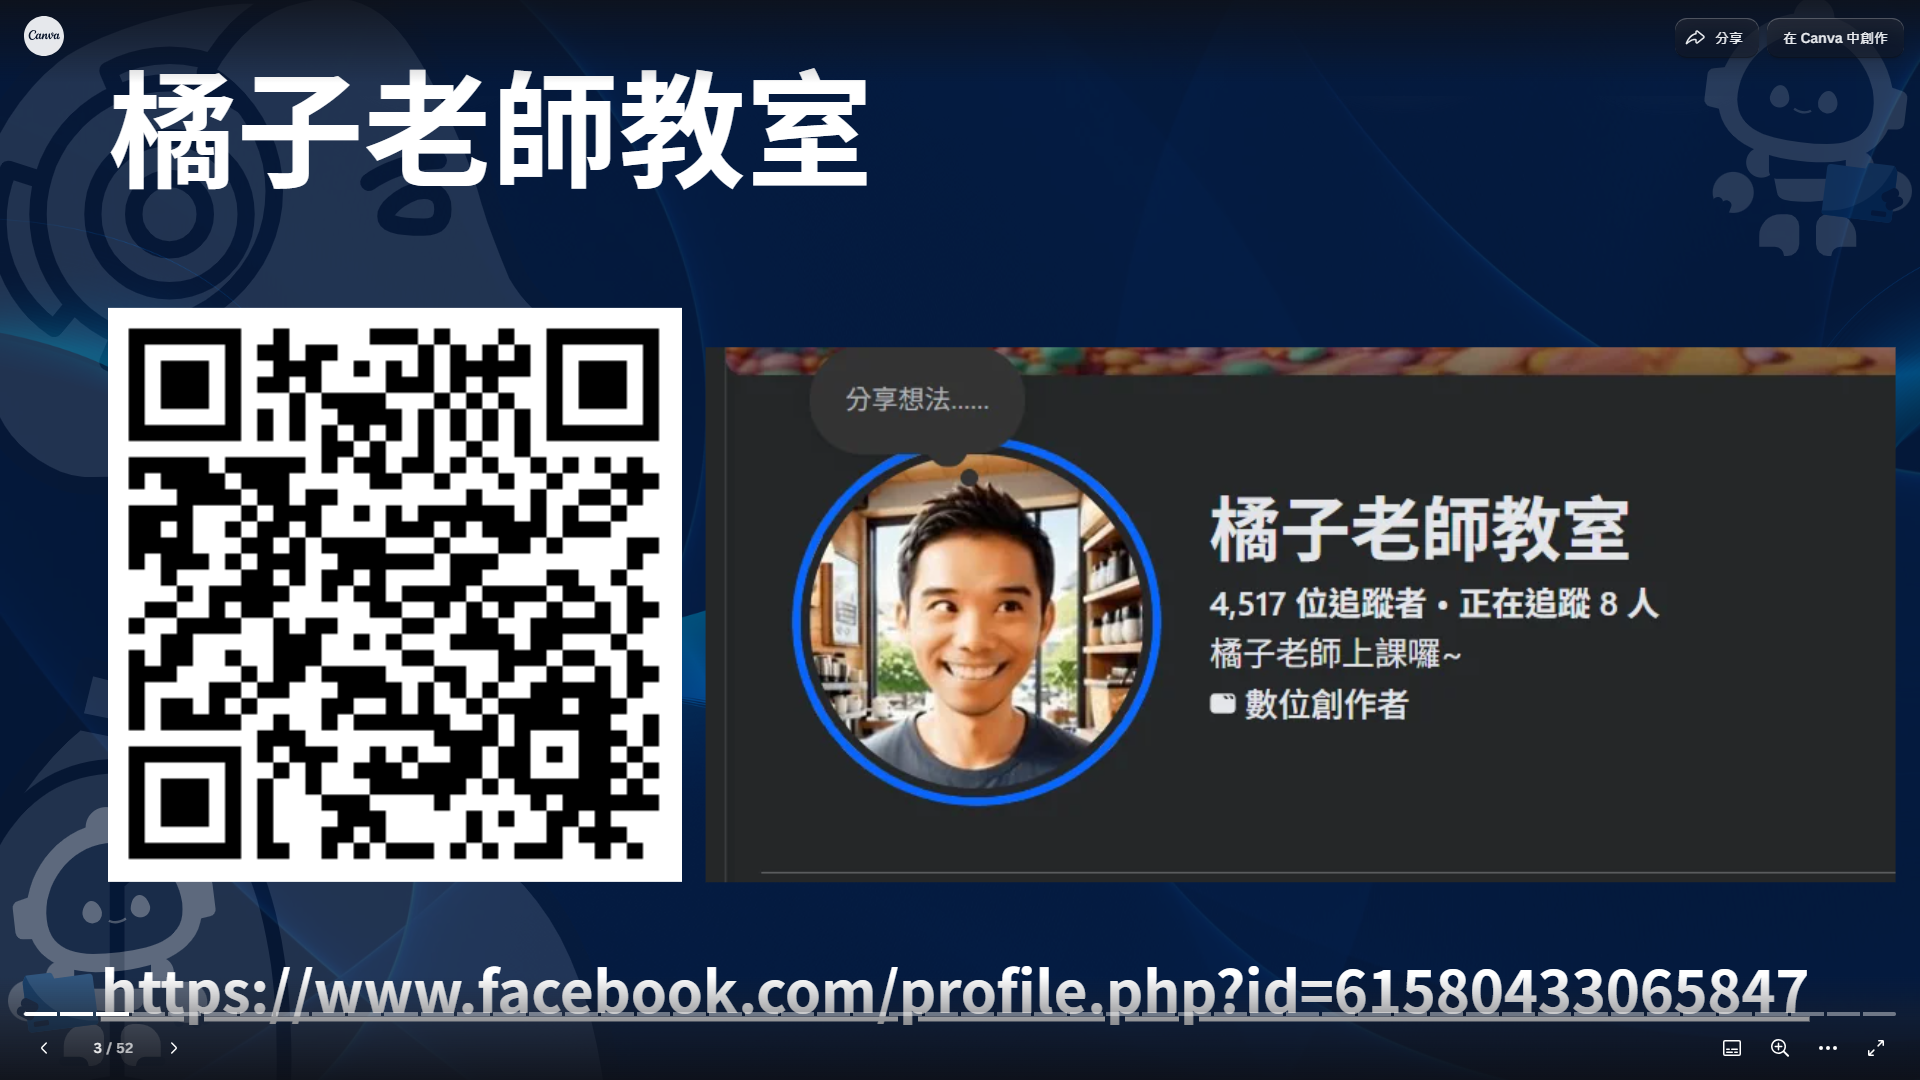 Canva
分享
在 Canva 中創作
橘子老師教室
分享想法......
橘子老師教室
4,517 位追蹤者 • 正在追蹤 8 人
橘子老師上課囉~
數位創作者
https://www.facebook.com/profile.php?id=61580433065847
3 / 52